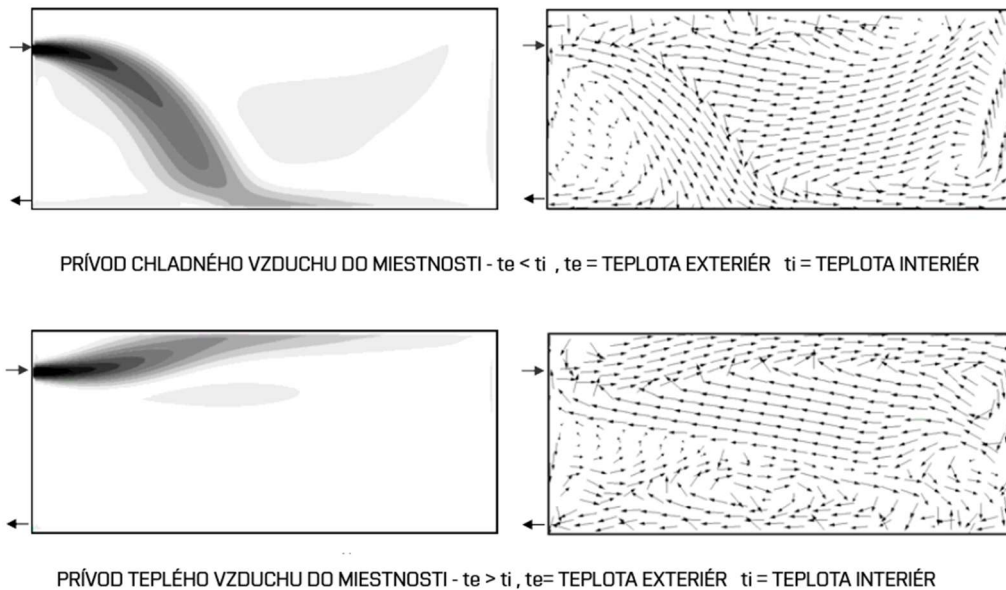 PRÍVOD CHLADNÉHO VZDUCHU DO MIESTNOSTI - te < ti , te = TEPLOTA EXTERIÉR ti = TEPLOTA INTERIÉR
PRÍVOD TEPLÉHO VZDUCHU DO MIESTNOSTI - te > ti , te= TEPLOTA EXTERIÉR ti = TEPLOTA INTERIÉR